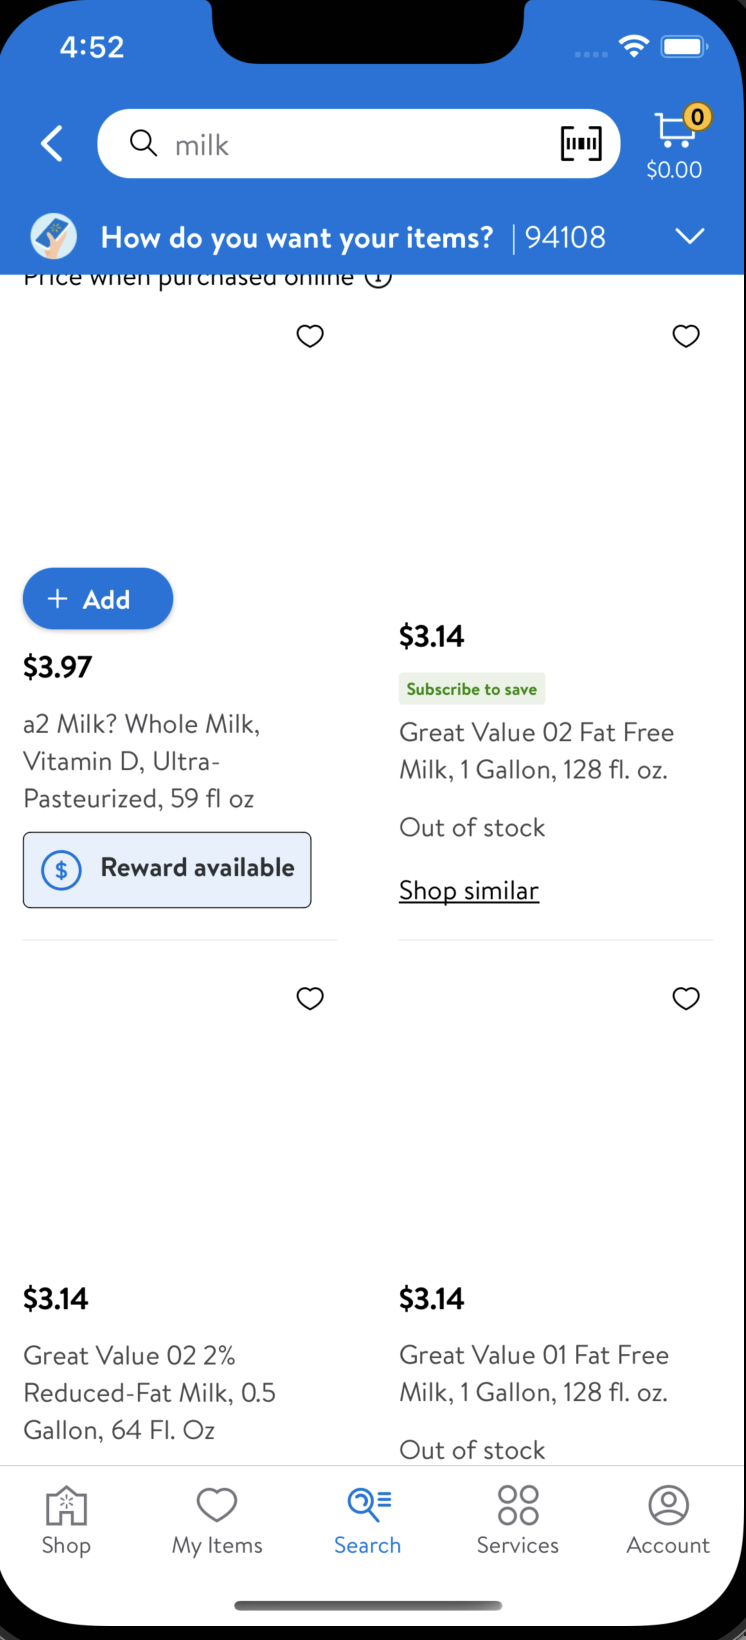 4:52
milk
0
$0.00
How do you want your items? | 94108
Price when purchased online
+ Add
$3.97
a2 Milk? Whole Milk,
Vitamin D, Ultra-
Pasteurized, 59 fl oz
$ Reward available
$3.14
Subscribe to save
Great Value 02 Fat Free
Milk, 1 Gallon, 128 fl. oz.
Out of stock
Shop similar
$3.14
Great Value 02 2%
Reduced-Fat Milk, 0.5
Gallon, 64 Fl. Oz
$3.14
Great Value 01 Fat Free
Milk, 1 Gallon, 128 fl. oz.
Out of stock
Shop
My Items
Search
Services
Account